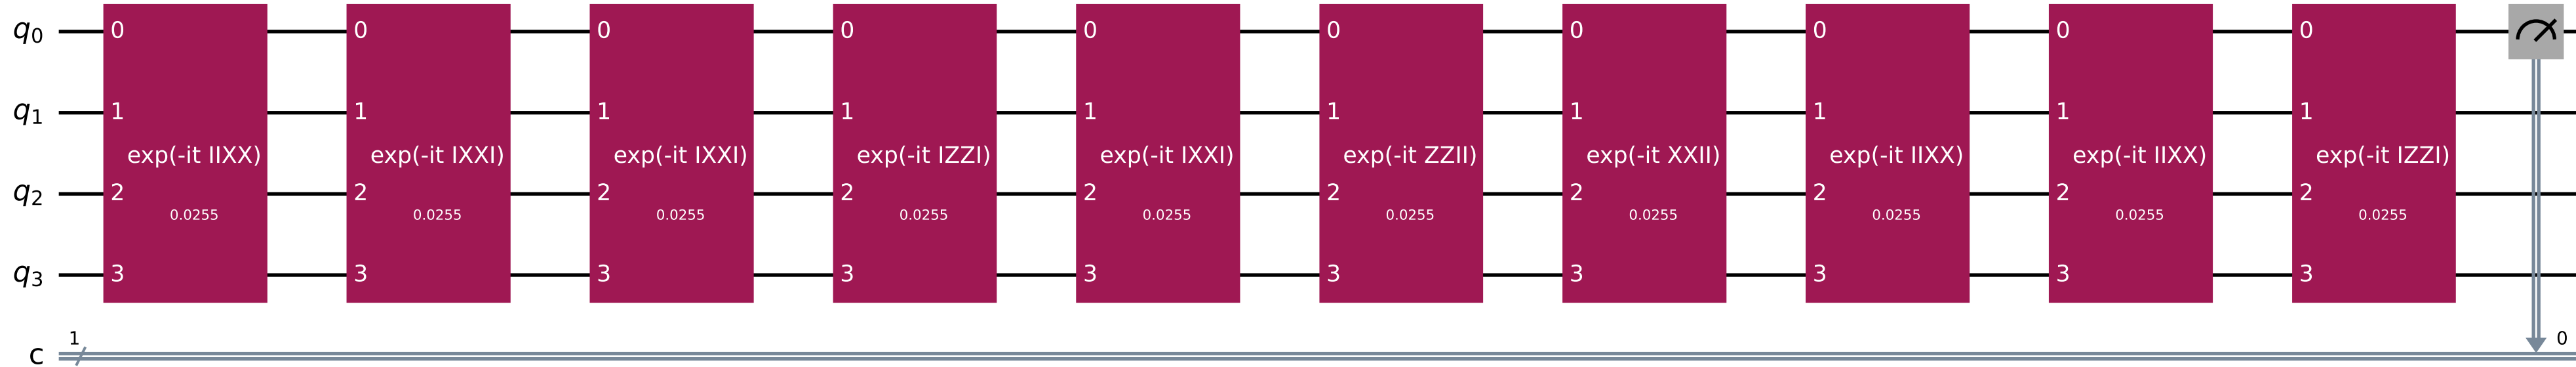 q0 0 0 0 0 0 0 0 0 0 0
q1 1 1 1 1 1 1 1 1 1 1
exp(-it IIXX) exp(-it IXXI) exp(-it IXXI) exp(-it IZZI) exp(-it IXXI) exp(-it ZZII) exp(-it XXII) exp(-it IIXX) exp(-it IIXX) exp(-it IZZI)
q2 2 2 2 2 2 2 2 2 2 2
0.0255 0.0255 0.0255 0.0255 0.0255 0.0255 0.0255 0.0255 0.0255 0.0255
q3 3 3 3 3 3 3 3 3 3 3
1 0
c